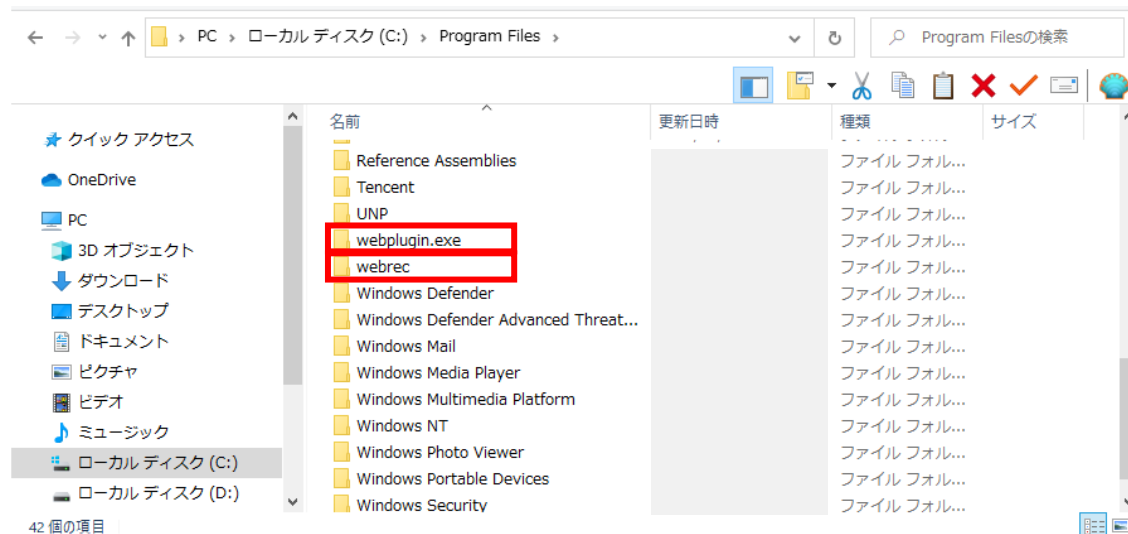 PC › ローカル ディスク (C:) › Program Files ›
Program Filesの検索
クイック アクセス
OneDrive
PC
3D オブジェクト
ダウンロード
デスクトップ
ドキュメント
ピクチャ
ビデオ
ミュージック
ローカル ディスク (C:)
ローカル ディスク (D:)
名前 更新日時 種類 サイズ
Reference Assemblies ファイル フォル...
Tencent ファイル フォル...
UNP ファイル フォル...
webplugin.exe ファイル フォル...
webrec ファイル フォル...
Windows Defender ファイル フォル...
Windows Defender Advanced Threat... ファイル フォル...
Windows Mail ファイル フォル...
Windows Media Player ファイル フォル...
Windows Multimedia Platform ファイル フォル...
Windows NT ファイル フォル...
Windows Photo Viewer ファイル フォル...
Windows Portable Devices ファイル フォル...
Windows Security ファイル フォル...
42 個の項目